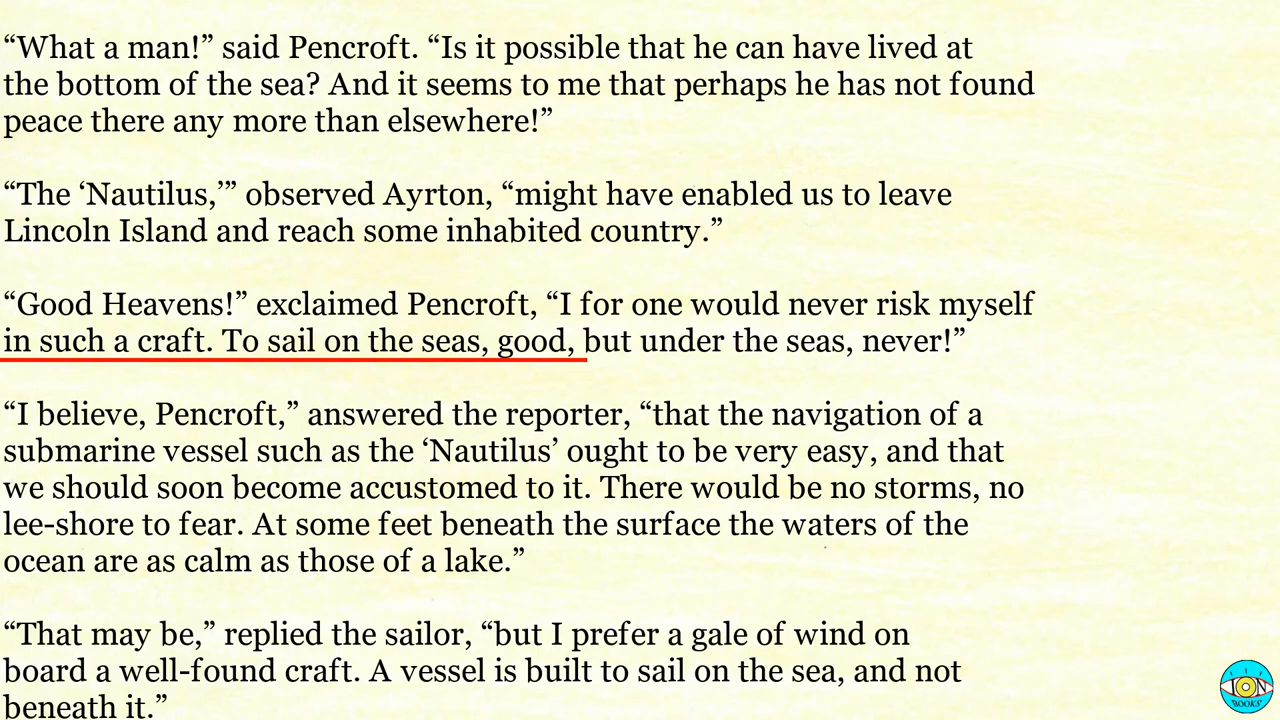 “What a man!” said Pencroft. “Is it possible that he can have lived at
the bottom of the sea? And it seems to me that perhaps he has not found
peace there any more than elsewhere!”
“The ‘Nautilus,’” observed Ayrton, “might have enabled us to leave
Lincoln Island and reach some inhabited country.”
“Good Heavens!” exclaimed Pencroft, “I for one would never risk myself
in such a craft. To sail on the seas, good, but under the seas, never!”
“I believe, Pencroft,” answered the reporter, “that the navigation of a
submarine vessel such as the ‘Nautilus’ ought to be very easy, and that
we should soon become accustomed to it. There would be no storms, no
lee-shore to fear. At some feet beneath the surface the waters of the
ocean are as calm as those of a lake.”
“That may be,” replied the sailor, “but I prefer a gale of wind on
board a well-found craft. A vessel is built to sail on the sea, and not
beneath it.”
ION
BOOKS